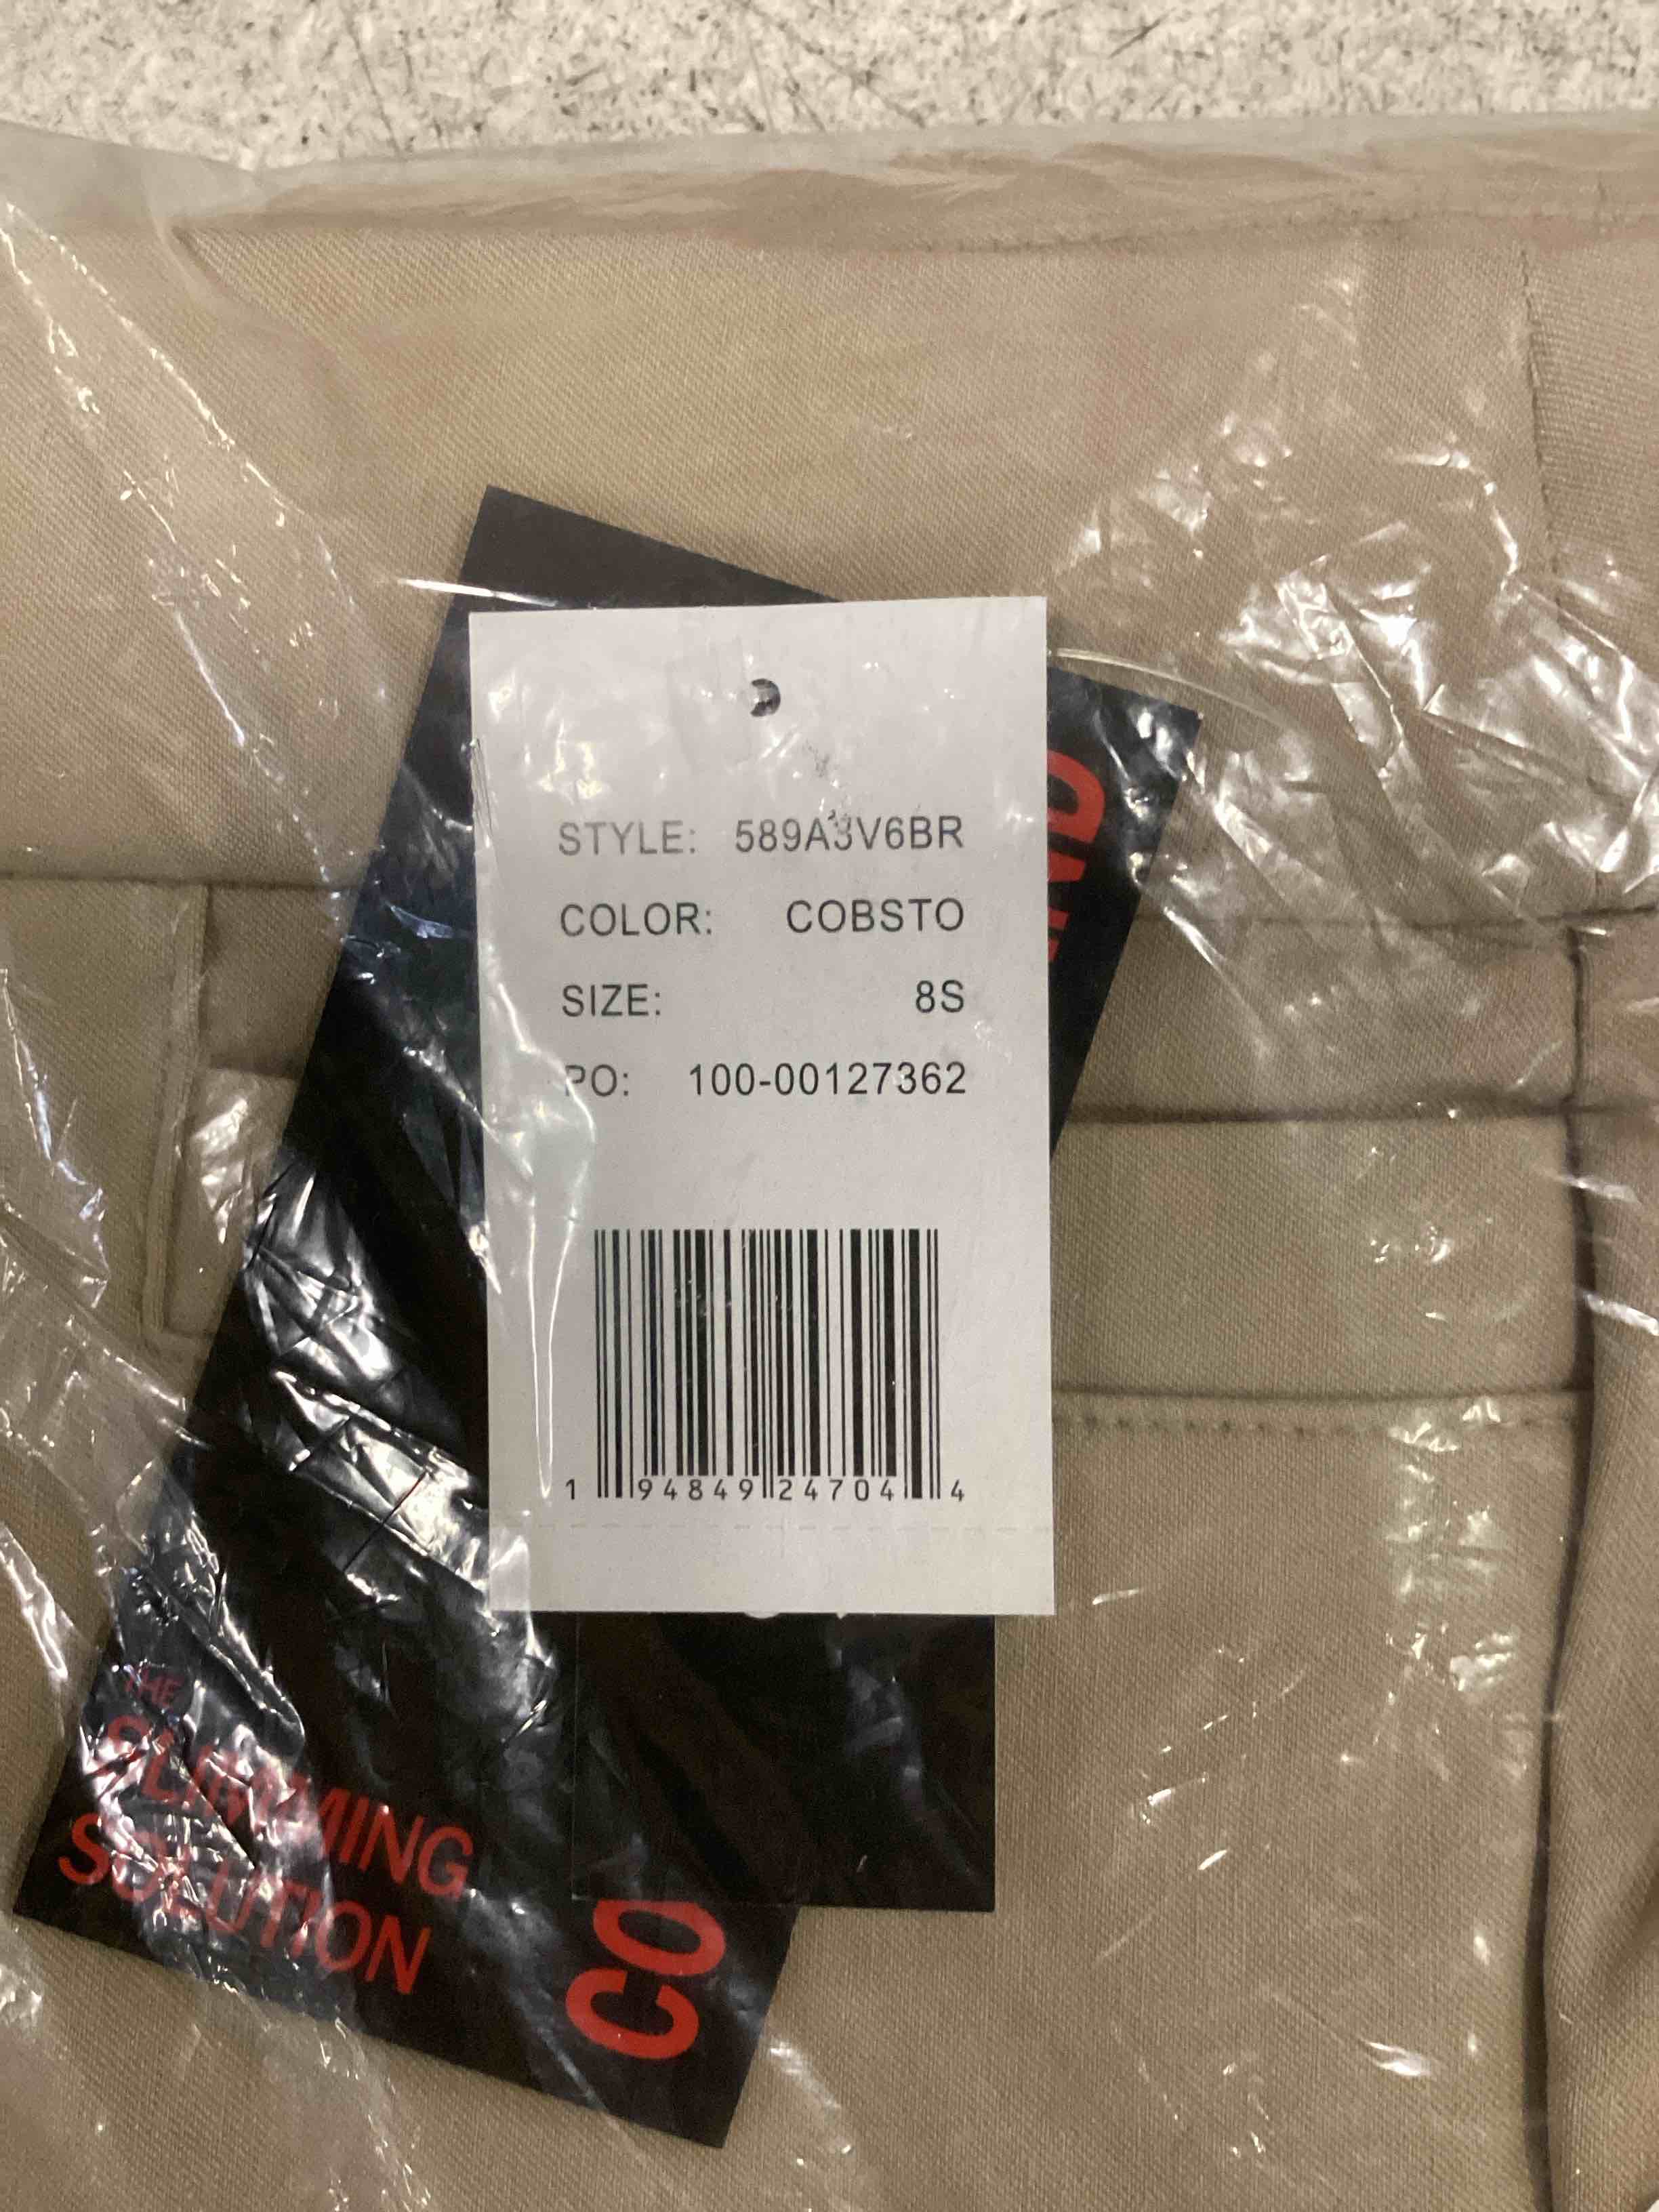 STYLE: 589A3V6BR
COLOR: COBSTO
SIZE: 8S
PO: 100-00127362
1 94849 24704 4
THE
SLIMMING
SOLUTION
CO